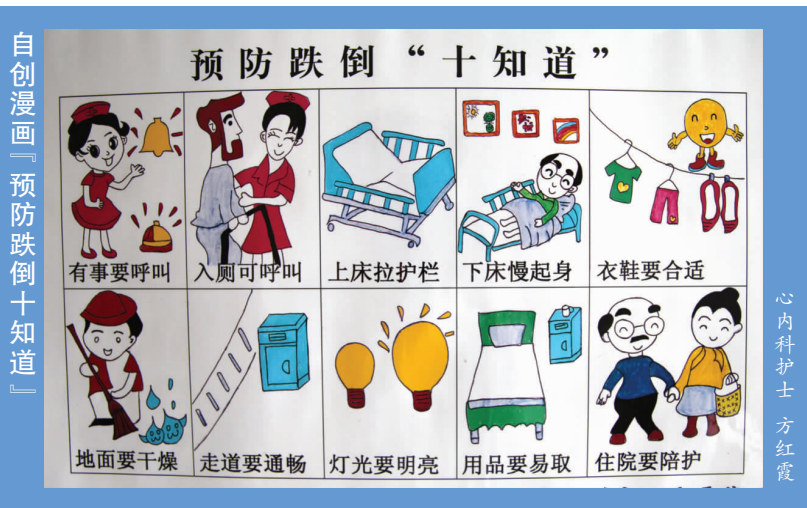 自创漫画『预防跌倒十知道』
预防跌倒“十知道”
有事要呼叫
入厕可呼叫
上床拉护栏
下床慢起身
衣鞋要合适
地面要干燥
走道要通畅
灯光要明亮
用品要易取
住院要陪护
心内科护士 方红霞